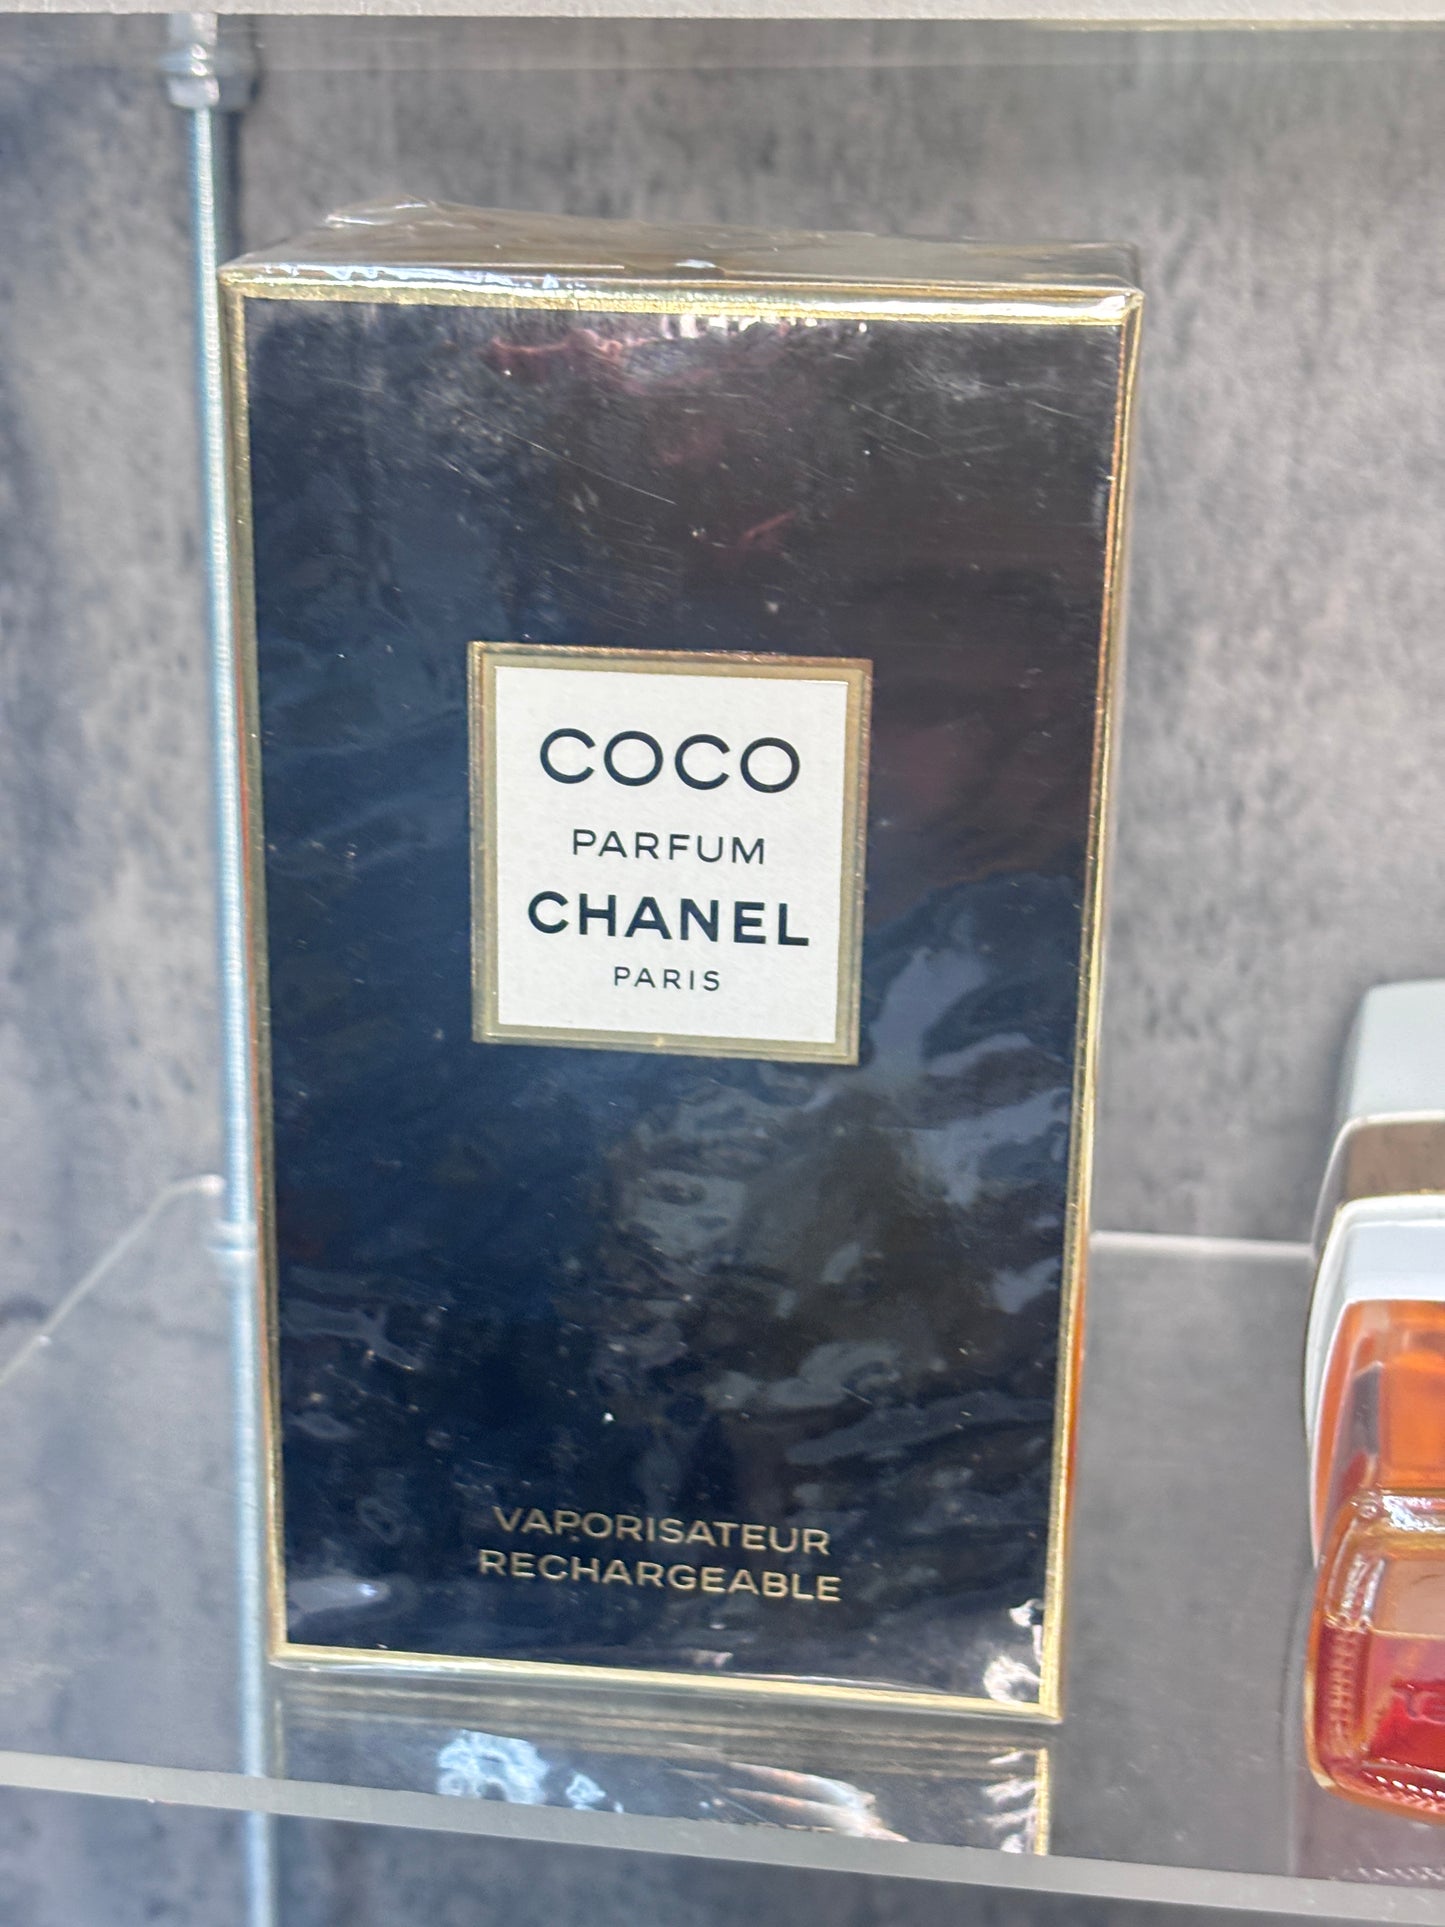 COCO
PARFUM
CHANEL
PARIS
VAPORISATEUR
RECHARGEABLE